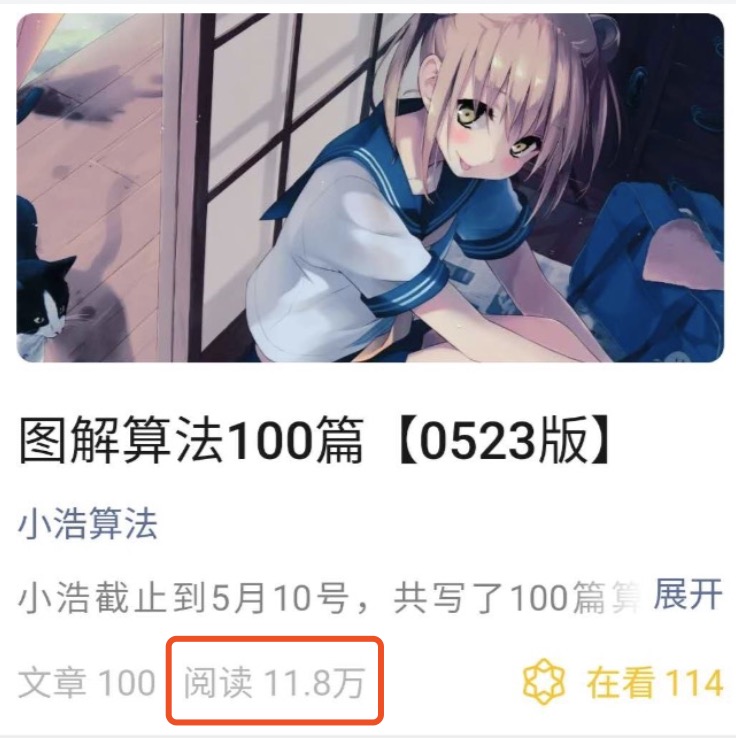 图解算法100篇【0523版】
小浩算法
小浩截止到5月10号，共写了100篇算 展开
文章 100 阅读 11.8万 在看 114